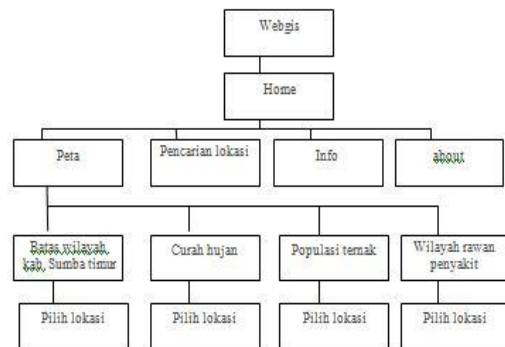 Webgis
Home
Peta
Pencarian lokasi
Info
about
Batas wilayah
kab. Sumba timur
Curah hujan
Populasi ternak
Wilayah rawan
penyakit
Pilih lokasi
Pilih lokasi
Pilih lokasi
Pilih lokasi